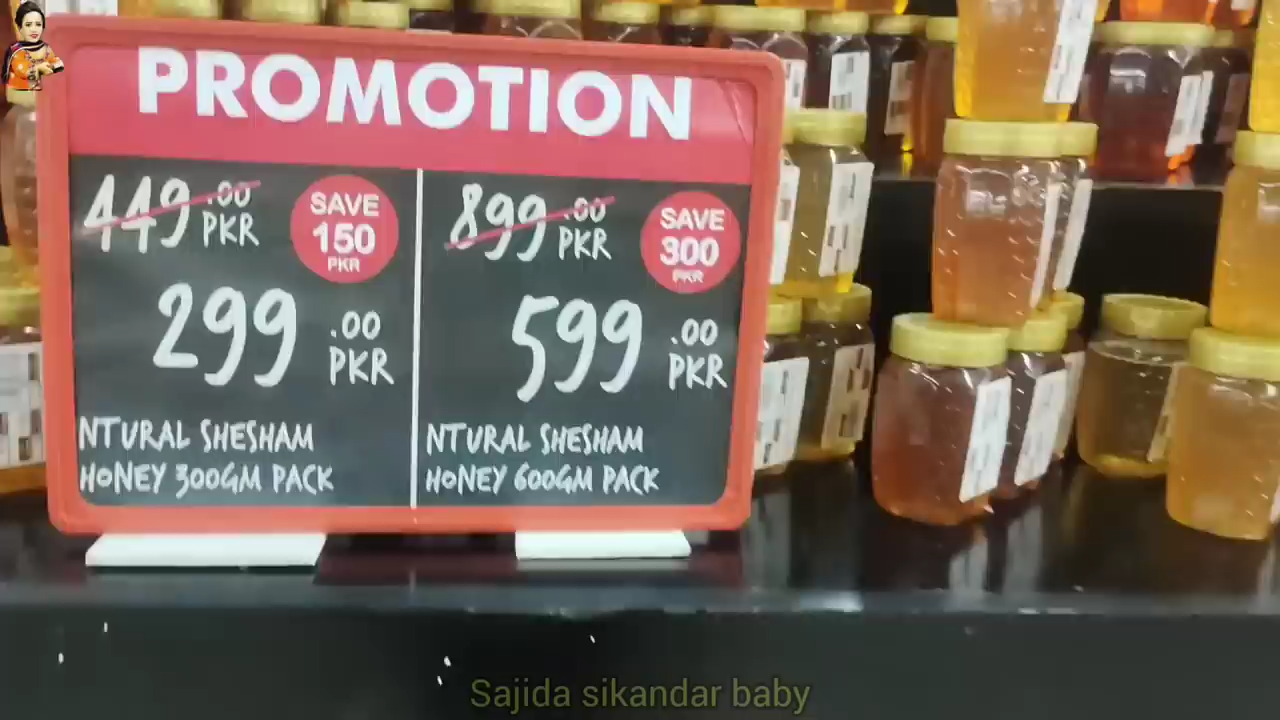 PROMOTION
449.00
PKR
SAVE
150
PKR
299.00
PKR
NTURAL SHESHAM
HONEY 300GM PACK
899.00
PKR
SAVE
300
PKR
599.00
PKR
NTURAL SHESHAM
HONEY 600GM PACK
Sajida sikandar baby